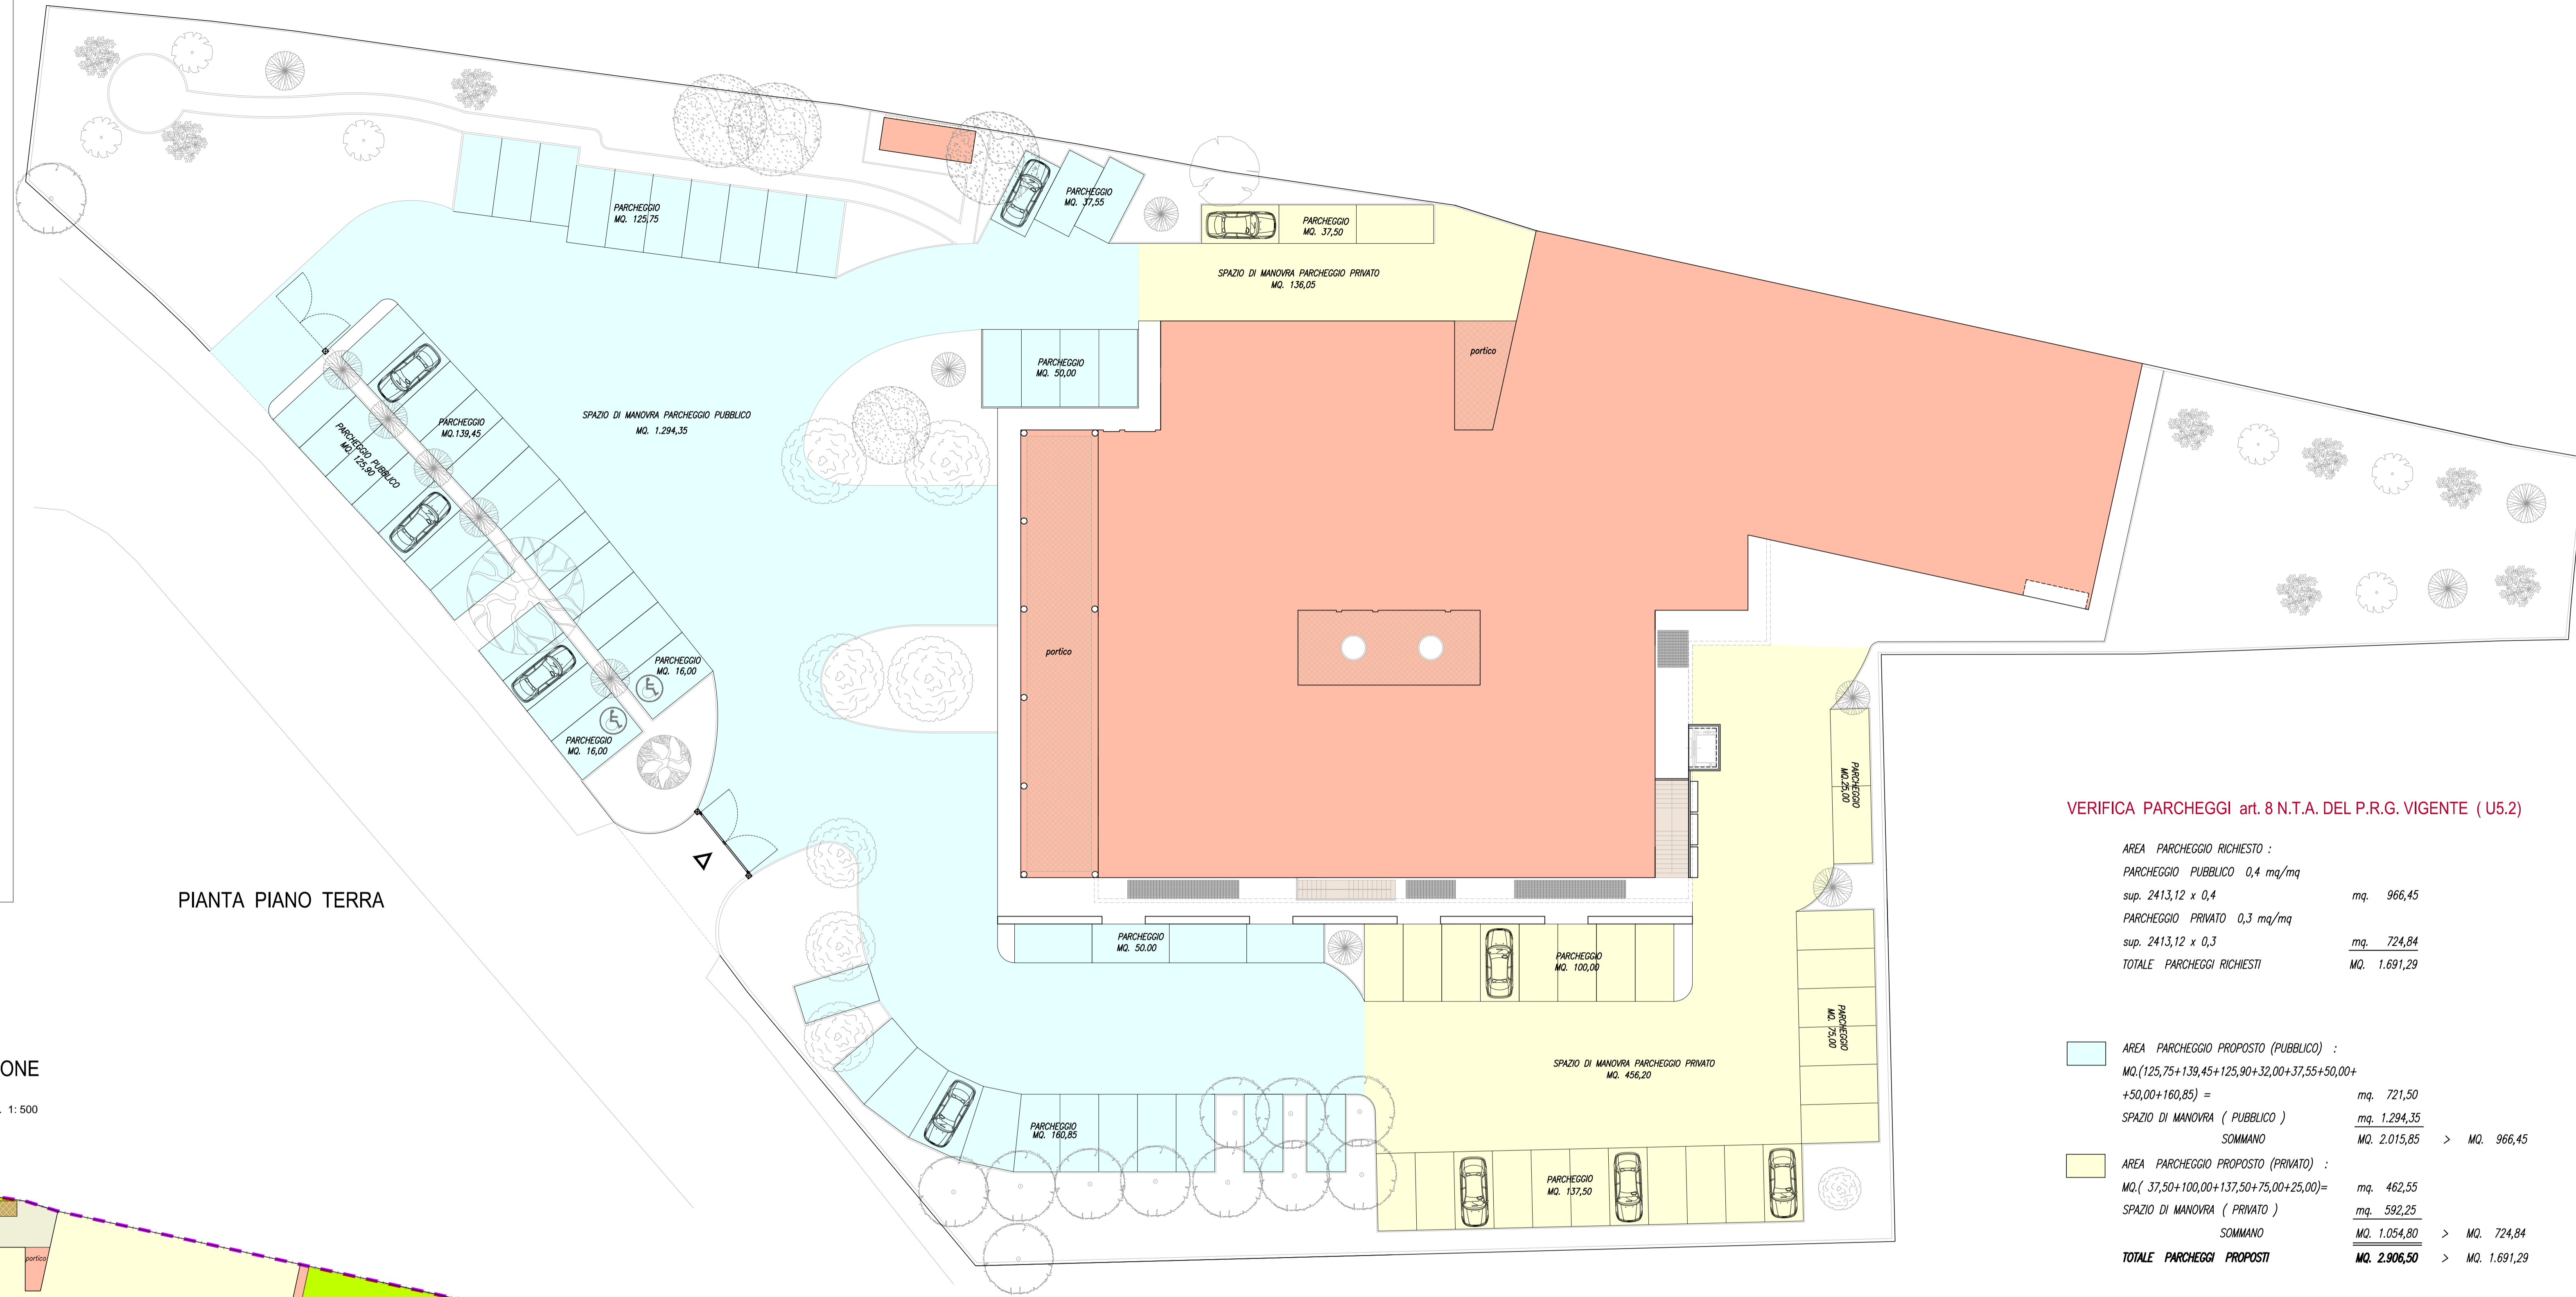 PARCHEGGIO
MQ. 125,75
PARCHEGGIO
MQ. 37,55
PARCHEGGIO
MQ. 37,50
SPAZIO DI MANOVRA PARCHEGGIO PRIVATO
MQ. 136,05
portico
PARCHEGGIO
MQ. 50,00
SPAZIO DI MANOVRA PARCHEGGIO PUBBLICO
MQ. 1.294,35
PARCHEGGIO
MQ.139,45
PARCHEGGIO PUBBLICO
MQ. 125,90
PARCHEGGIO
MQ. 16,00
PARCHEGGIO
MQ. 16,00
portico
PARCHEGGIO
MQ.25,00
PIANTA PIANO TERRA
PARCHEGGIO
MQ. 50.00
PARCHEGGIO
MQ. 100,00
PARCHEGGIO
MQ. 75,00
SPAZIO DI MANOVRA PARCHEGGIO PRIVATO
MQ. 456,20
PARCHEGGIO
MQ. 160,85
PARCHEGGIO
MQ. 137,50
ONE
. 1: 500
portico
VERIFICA PARCHEGGI art. 8 N.T.A. DEL P.R.G. VIGENTE ( U5.2)
AREA PARCHEGGIO RICHIESTO :
PARCHEGGIO PUBBLICO 0,4 mq/mq
sup. 2413,12 x 0,4 mq. 966,45
PARCHEGGIO PRIVATO 0,3 mq/mq
sup. 2413,12 x 0,3 mq. 724,84
TOTALE PARCHEGGI RICHIESTI MQ. 1.691,29
AREA PARCHEGGIO PROPOSTO (PUBBLICO) :
MQ.(125,75+139,45+125,90+32,00+37,55+50,00+
+50,00+160,85) = mq. 721,50
SPAZIO DI MANOVRA ( PUBBLICO ) mq. 1.294,35
SOMMANO MQ. 2.015,85 > MQ. 966,45
AREA PARCHEGGIO PROPOSTO (PRIVATO) :
MQ.( 37,50+100,00+137,50+75,00+25,00)= mq. 462,55
SPAZIO DI MANOVRA ( PRIVATO ) mq. 592,25
SOMMANO MQ. 1.054,80 > MQ. 724,84
TOTALE PARCHEGGI PROPOSTI MQ. 2.906,50 > MQ. 1.691,29